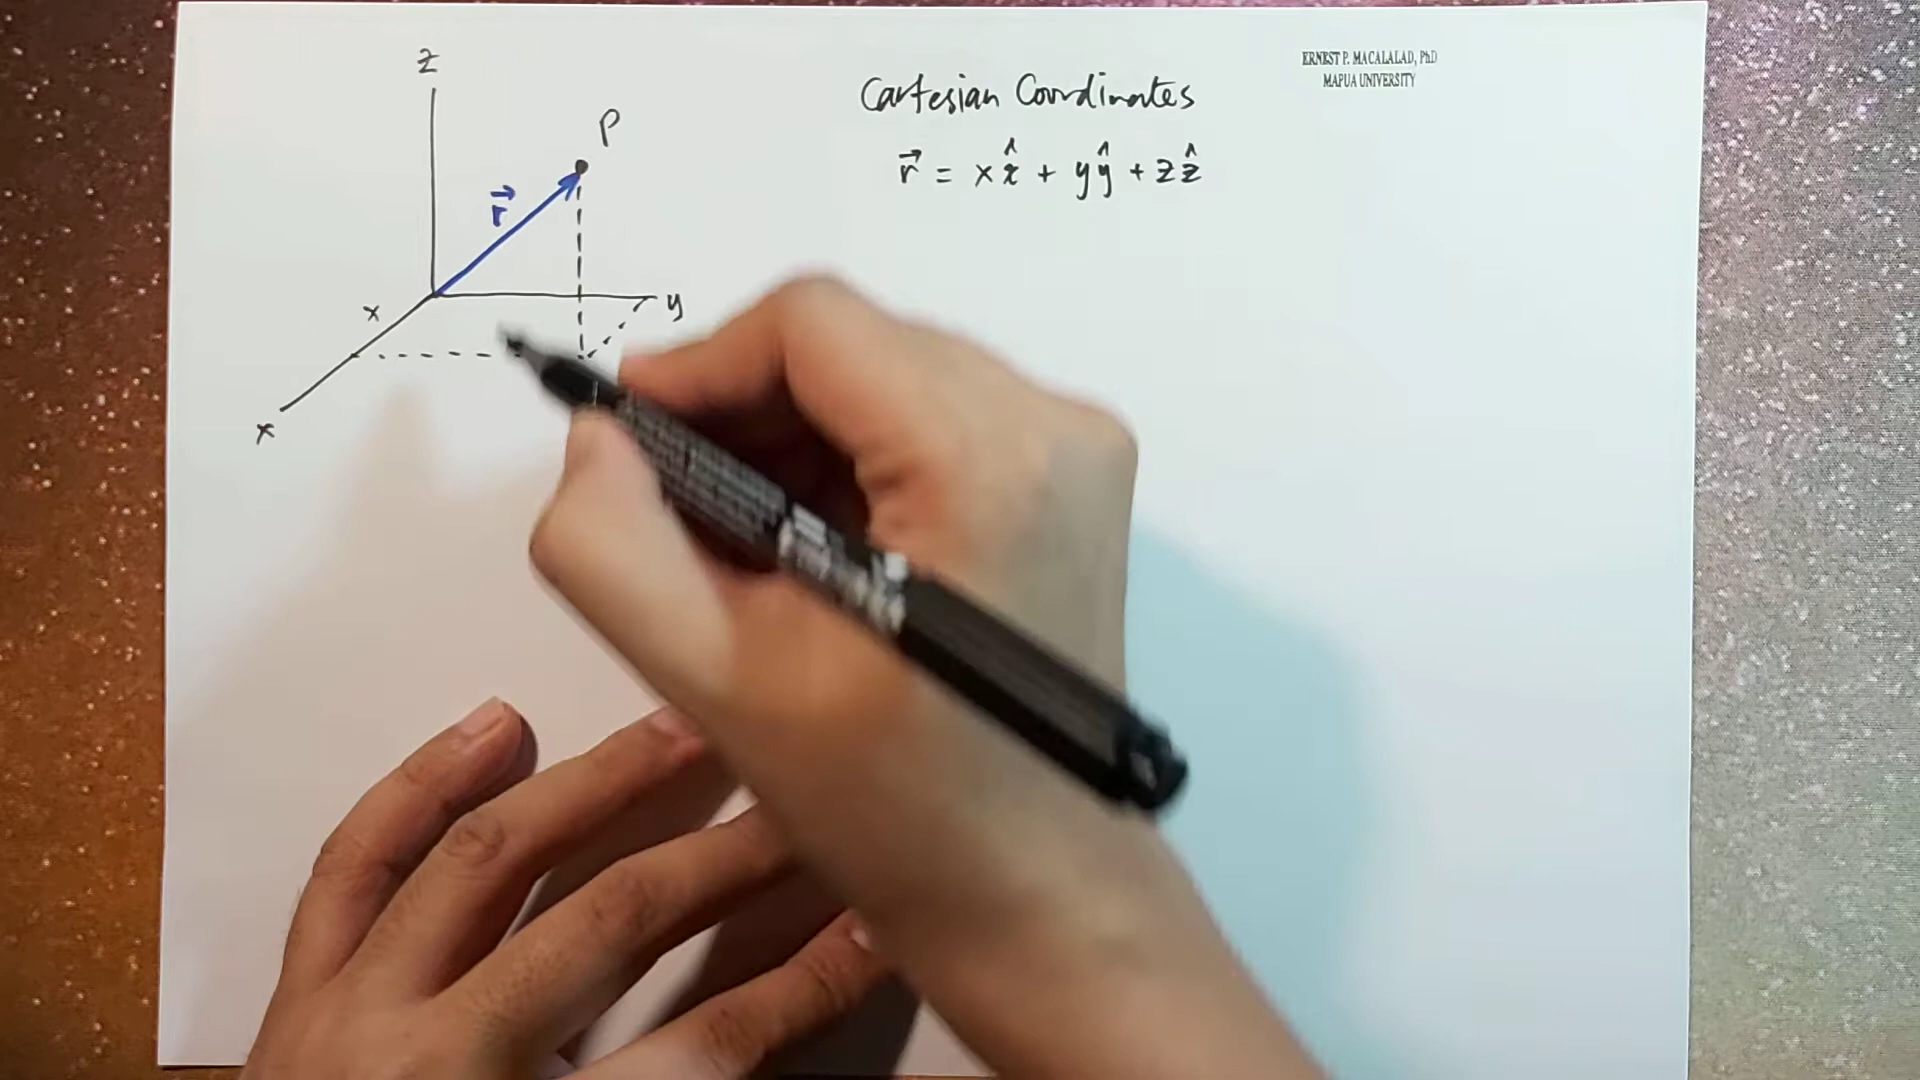 z
P
Cartesian Coordinates
ERNEST P. MACALALAD, PhD
MAPUA UNIVERSITY
r⃗ = x x̂ + y ŷ + z ẑ
r⃗
x
y
x